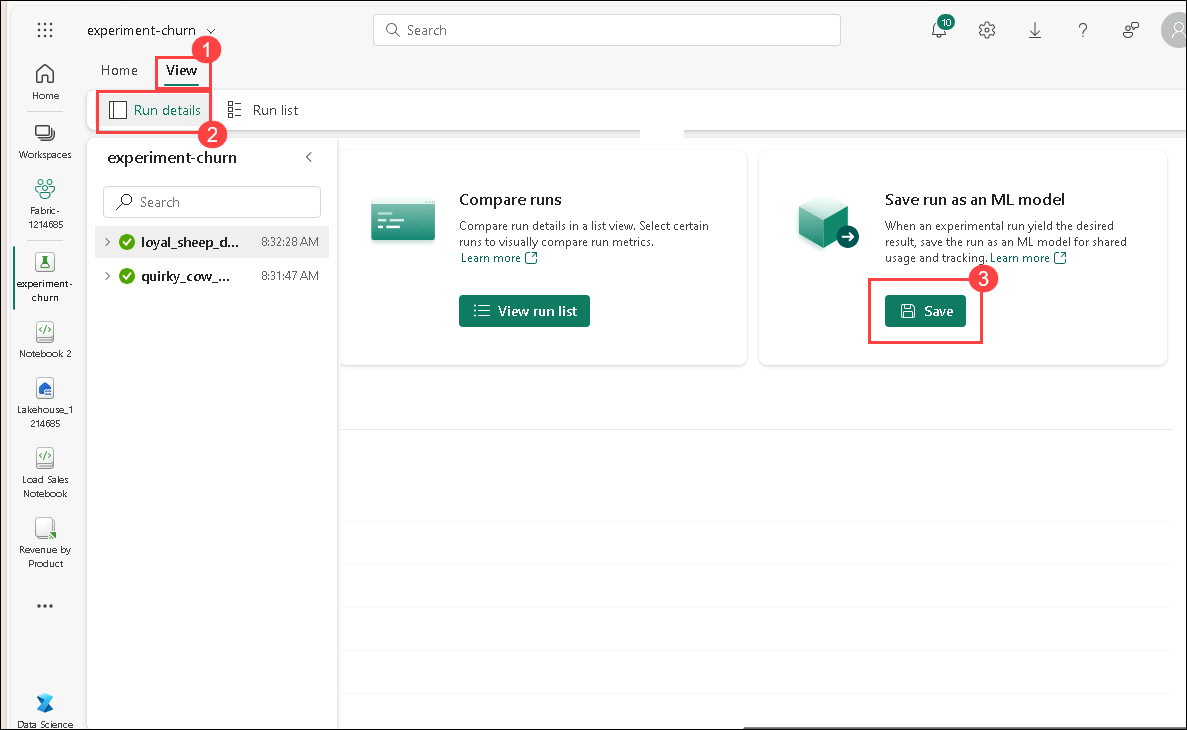 experiment-churn
Search
10
?
1
Home
View
Run details
Run list
2
Home
Workspaces
Fabric-
1214685
experiment-
churn
Notebook 2
Lakehouse_1
214685
Load Sales
Notebook
Revenue by
Product
Data Science
experiment-churn
Search
loyal_sheep_d...
8:32:28 AM
quirky_cow_...
8:31:47 AM
Compare runs
Compare run details in a list view. Select certain
runs to visually compare run metrics.
Learn more
View run list
Save run as an ML model
When an experimental run yield the desired
result, save the run as an ML model for shared
usage and tracking. Learn more
3
Save